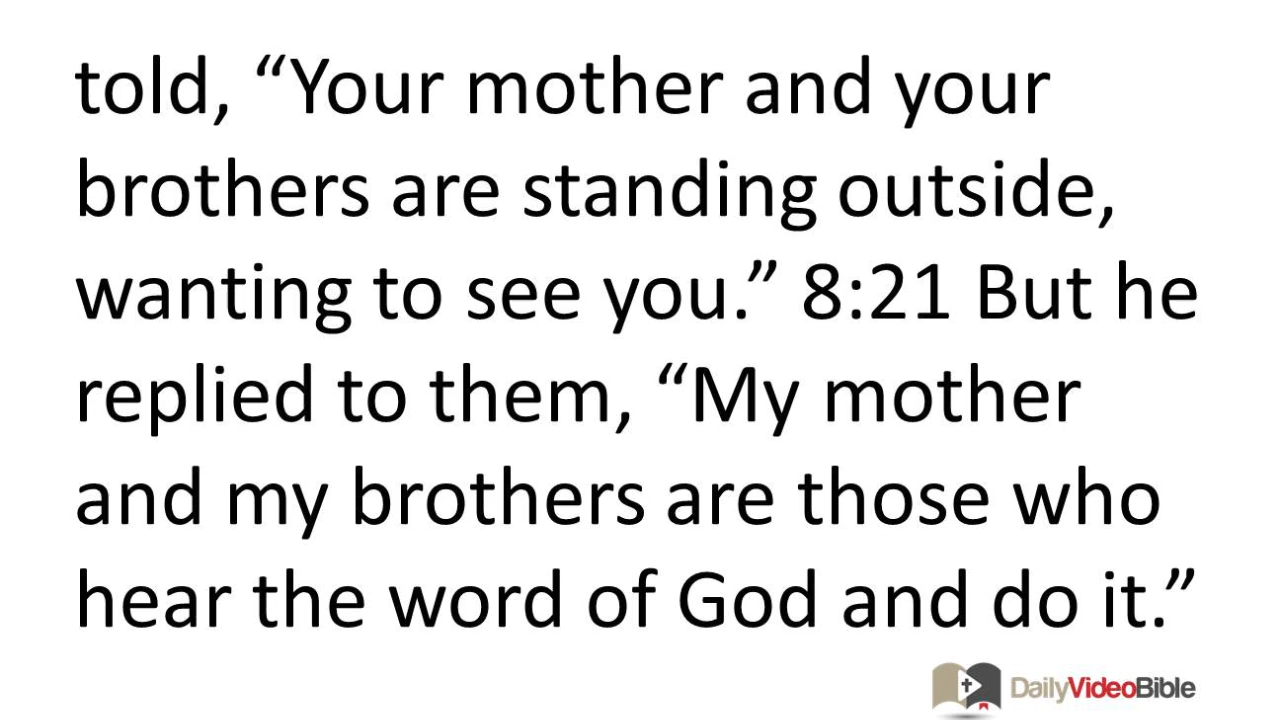 told, “Your mother and your
brothers are standing outside,
wanting to see you.” 8:21 But he
replied to them, “My mother
and my brothers are those who
hear the word of God and do it.”
DailyVideoBible